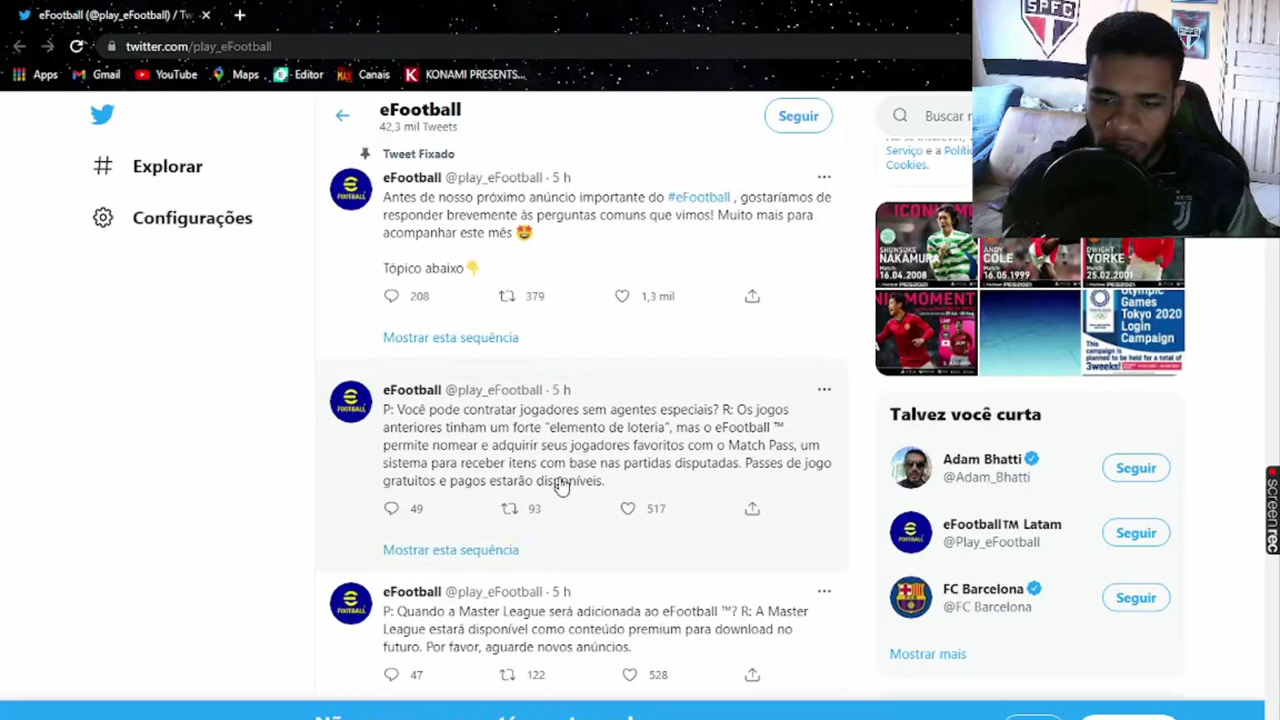 eFootball (@play_eFootball) / Tw
twitter.com/play_eFootball
Apps
Gmail
YouTube
Maps
Editor
Canais
KONAMI PRESENTS...
SPFC
eFootball
42,3 mil Tweets
Seguir
Explorar
Configurações
Tweet Fixado
eFootball @play_eFootball · 5 h
Antes de nosso próximo anúncio importante do #eFootball , gostaríamos de
responder brevemente às perguntas comuns que vimos! Muito mais para
acompanhar este mês 🤩
Tópico abaixo👇
208 379 1,3 mil
Mostrar esta sequência
eFootball @play_eFootball · 5 h
P: Você pode contratar jogadores sem agentes especiais? R: Os jogos
anteriores tinham um forte "elemento de loteria", mas o eFootball ™
permite nomear e adquirir seus jogadores favoritos com o Match Pass, um
sistema para receber itens com base nas partidas disputadas. Passes de jogo
gratuitos e pagos estarão disponíveis.
49 93 517
Mostrar esta sequência
eFootball @play_eFootball · 5 h
P: Quando a Master League será adicionada ao eFootball ™? R: A Master
League estará disponível como conteúdo premium para download no
futuro. Por favor, aguarde novos anúncios.
47 122 528
Buscar
Serviço e a
Cookies.
SHUNSUKE
NAKAMURA
Match:
16.04.2008
ANDY
COLE
Match:
16.05.1999
DWIGHT
YORKE
Match:
25.02.2001
MOMENT
Olympic
Games
Tokyo 2020
Login
Campaign
This
campaign is
planned to be
held for a total of
3weeks!
Talvez você curta
Adam Bhatti
@Adam_Bhatti
Seguir
eFootball™ Latam
@Play_eFootball
Seguir
FC Barcelona
@FC Barcelona
Seguir
Mostrar mais
screenrec